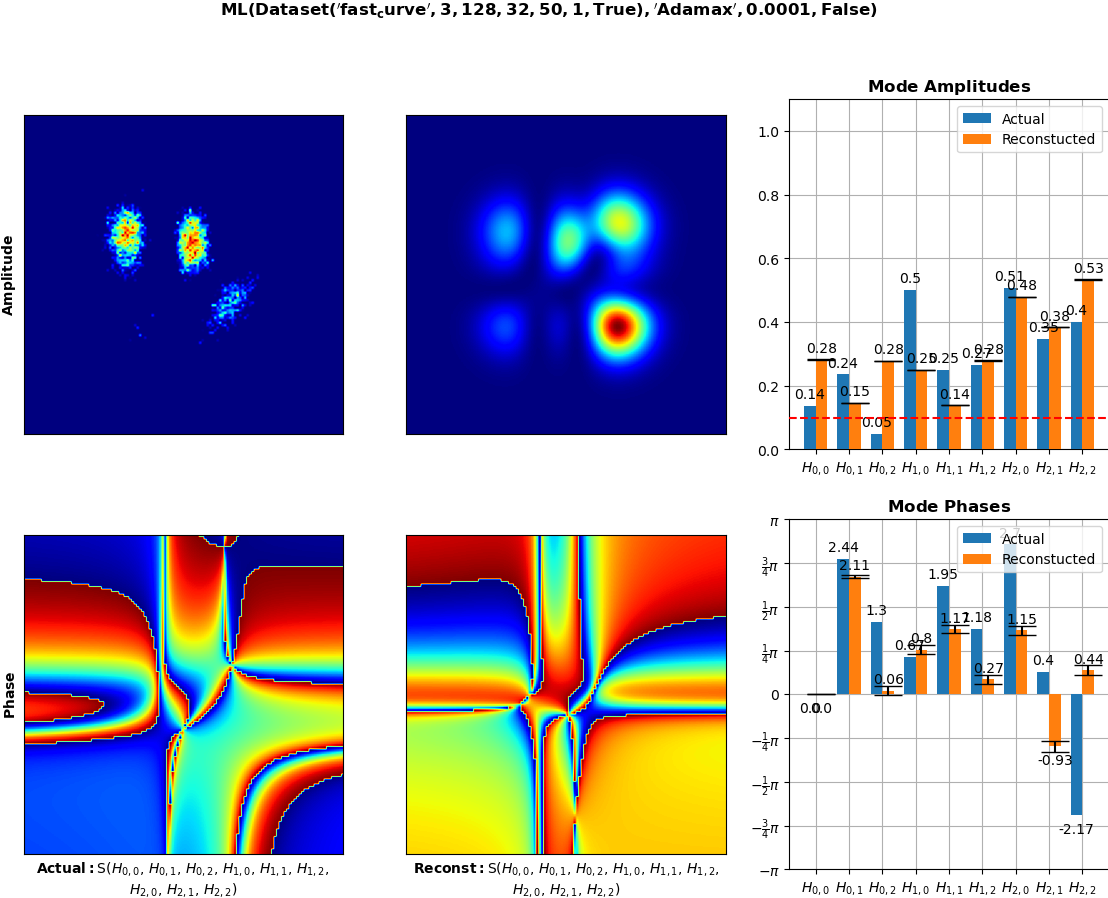 ML(Dataset('fast_curve', 3, 128, 32, 50, 1, True), 'Adamax', 0.0001, False)
Amplitude
Mode Amplitudes
Actual
Reconstucted
1.0
0.8
0.6
0.4
0.2
0.0
0.14
0.28
0.24
0.15
0.05
0.28
0.5
0.25
0.25
0.14
0.27
0.28
0.51
0.48
0.35
0.38
0.4
0.53
H0,0 H0,1 H0,2 H1,0 H1,1 H1,2 H2,0 H2,1 H2,2
Phase
Mode Phases
Actual
Reconstucted
π
3/4π
1/2π
1/4π
0
−1/4π
−1/2π
−3/4π
−π
0.0
0.0
2.44
2.11
1.3
0.06
0.67
0.8
1.95
1.17
1.18
0.27
2.7
1.15
0.4
-0.93
-2.17
0.44
H0,0 H0,1 H0,2 H1,0 H1,1 H1,2 H2,0 H2,1 H2,2
Actual: S(H0,0, H0,1, H0,2, H1,0, H1,1, H1,2,
H2,0, H2,1, H2,2)
Reconst: S(H0,0, H0,1, H0,2, H1,0, H1,1, H1,2,
H2,0, H2,1, H2,2)